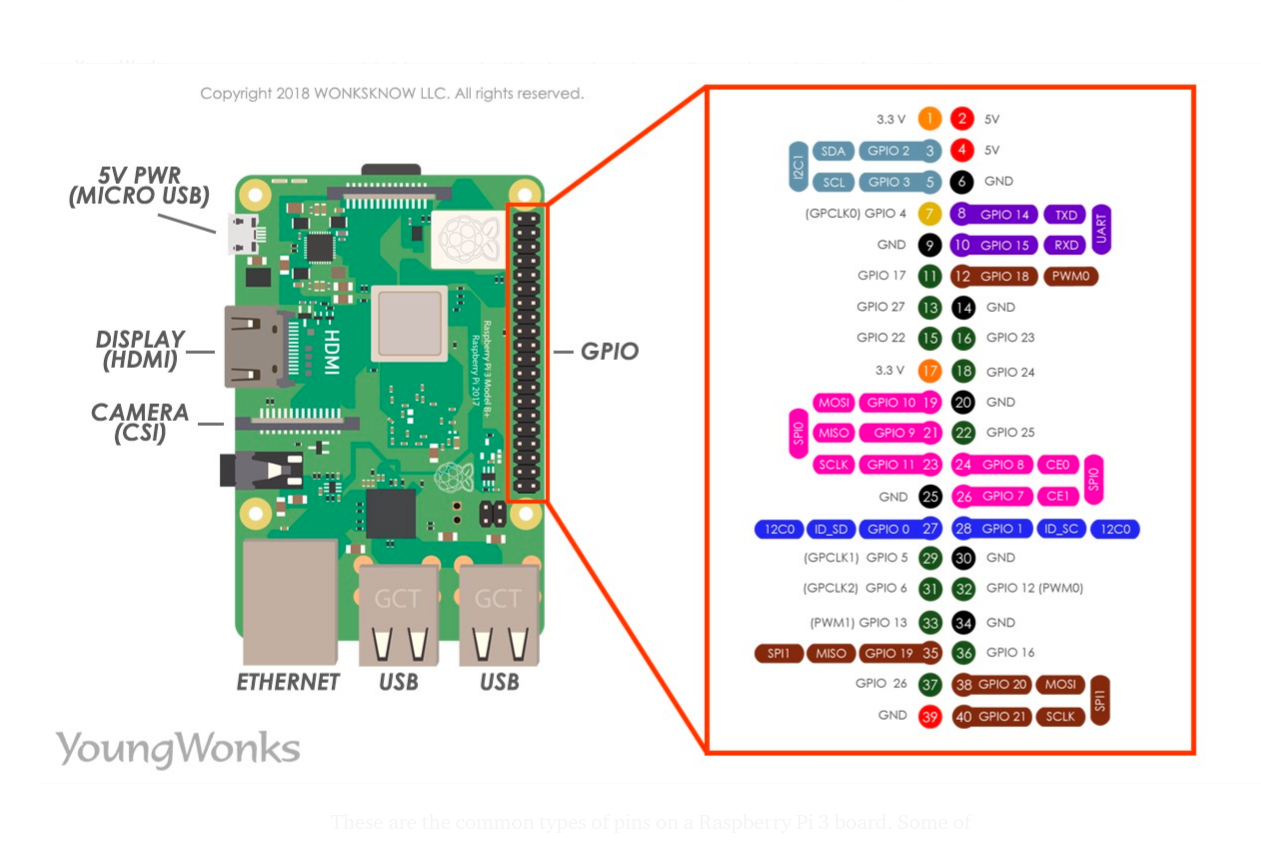 Copyright 2018 WONKSKNOW LLC. All rights reserved.
5V PWR
(MICRO USB)
DISPLAY
(HDMI)
CAMERA
(CSI)
HDMI
Raspberry Pi 3 Model B+
Raspberry Pi 2017
GPIO
GCT GCT
ETHERNET USB USB
YoungWonks
3.3 V 1 2 5V
I2C1
SDA GPIO 2 3 4 5V
SCL GPIO 3 5 6 GND
(GPCLK0) GPIO 4 7 8 GPIO 14 TXD
UART
GND 9 10 GPIO 15 RXD
GPIO 17 11 12 GPIO 18 PWM0
GPIO 27 13 14 GND
GPIO 22 15 16 GPIO 23
3.3 V 17 18 GPIO 24
MOSI GPIO 10 19 20 GND
SPI0
MISO GPIO 9 21 22 GPIO 25
SCLK GPIO 11 23 24 GPIO 8 CE0
SPI0
GND 25 26 GPIO 7 CE1
12C0 ID_SD GPIO 0 27 28 GPIO 1 ID_SC 12C0
(GPCLK1) GPIO 5 29 30 GND
(GPCLK2) GPIO 6 31 32 GPIO 12 (PWM0)
(PWM1) GPIO 13 33 34 GND
SPI1 MISO GPIO 19 35 36 GPIO 16
GPIO 26 37 38 GPIO 20 MOSI
SPI1
GND 39 40 GPIO 21 SCLK
These are the common types of pins on a Raspberry Pi 3 board. Some of